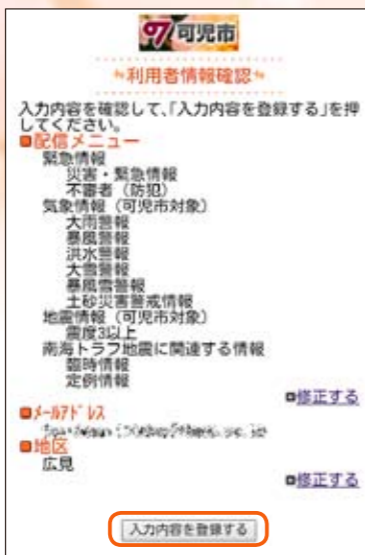 可児市
利用者情報確認
入力内容を確認して、「入力内容を登録する」を押
してください。
■配信メニュー
緊急情報
災害・緊急情報
不審者(防犯)
気象情報(可児市対象)
大雨警報
暴風警報
洪水警報
大雪警報
暴風雪警報
土砂災害警戒情報
地震情報(可児市対象)
震度3以上
南海トラフ地震に関連する情報
臨時情報
定例情報
修正する
■メールアドレス
■地区
広見
修正する
入力内容を登録する